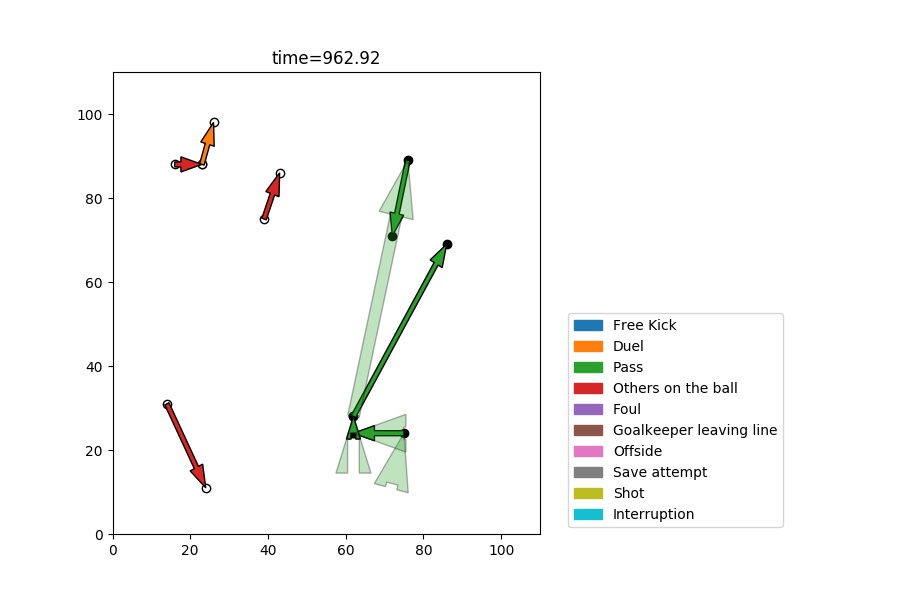 time=962.92
100
80
60
40
20
0
0 20 40 60 80 100
Free Kick
Duel
Pass
Others on the ball
Foul
Goalkeeper leaving line
Offside
Save attempt
Shot
Interruption